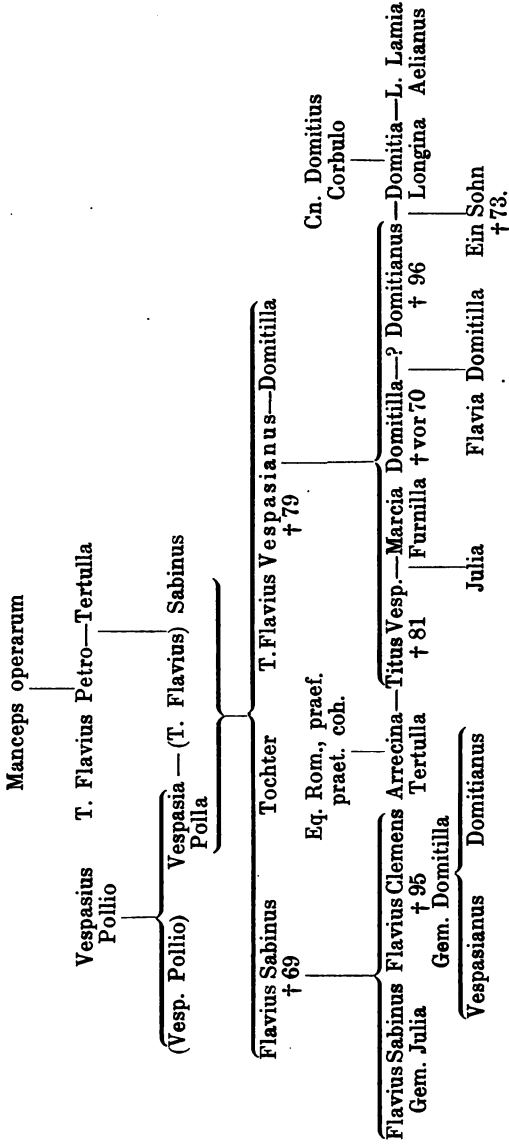 Manceps operarum
T. Flavius Petro—Tertulla
Vespasius
Pollio
(Vesp. Pollio)
Vespasia — (T. Flavius) Sabinus
Polla
Flavius Sabinus
† 69
Tochter
T. Flavius Vespasianus—Domitilla
† 79
Eq. Rom., praef.
praet. coh.
Cn. Domitius
Corbulo
Flavius Sabinus
Gem. Julia
Flavius Clemens
† 95
Gem. Domitilla
Arrecina—Titus Vesp.—Marcia
Tertulla
† 81
Furnilla
Domitilla—?
† vor 70
Domitianus—Domitia—L. Lamia
† 96
Longina
Aelianus
Vespasianus
Domitianus
Julia
Flavia Domitilla
Ein Sohn
† 73.